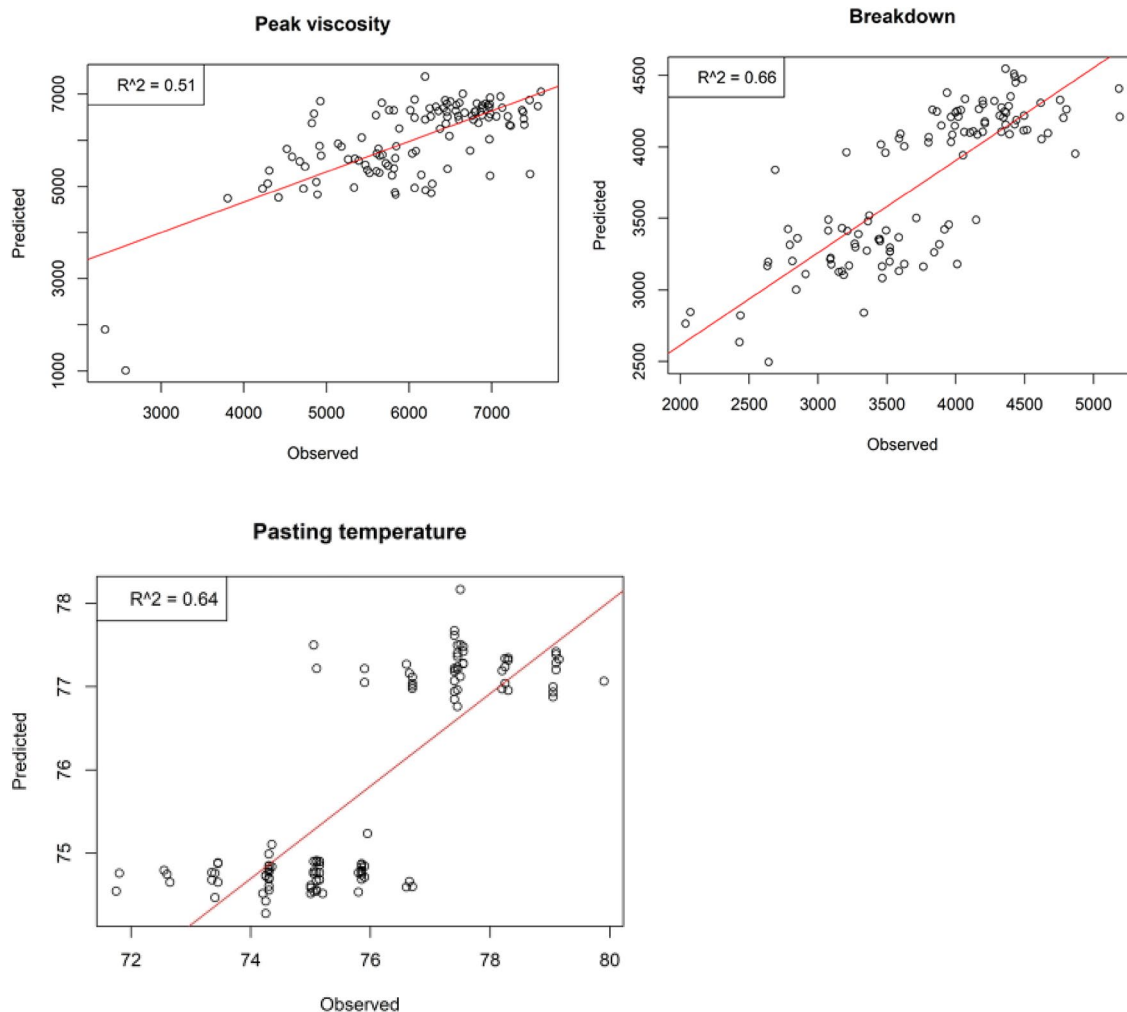 Peak viscosity
R^2 = 0.51
Predicted
7000
5000
3000
1000
3000 4000 5000 6000 7000
Observed
Breakdown
R^2 = 0.66
Predicted
4500
4000
3500
3000
2500
2000 2500 3000 3500 4000 4500 5000
Observed
Pasting temperature
R^2 = 0.64
Predicted
78
77
76
75
72 74 76 78 80
Observed